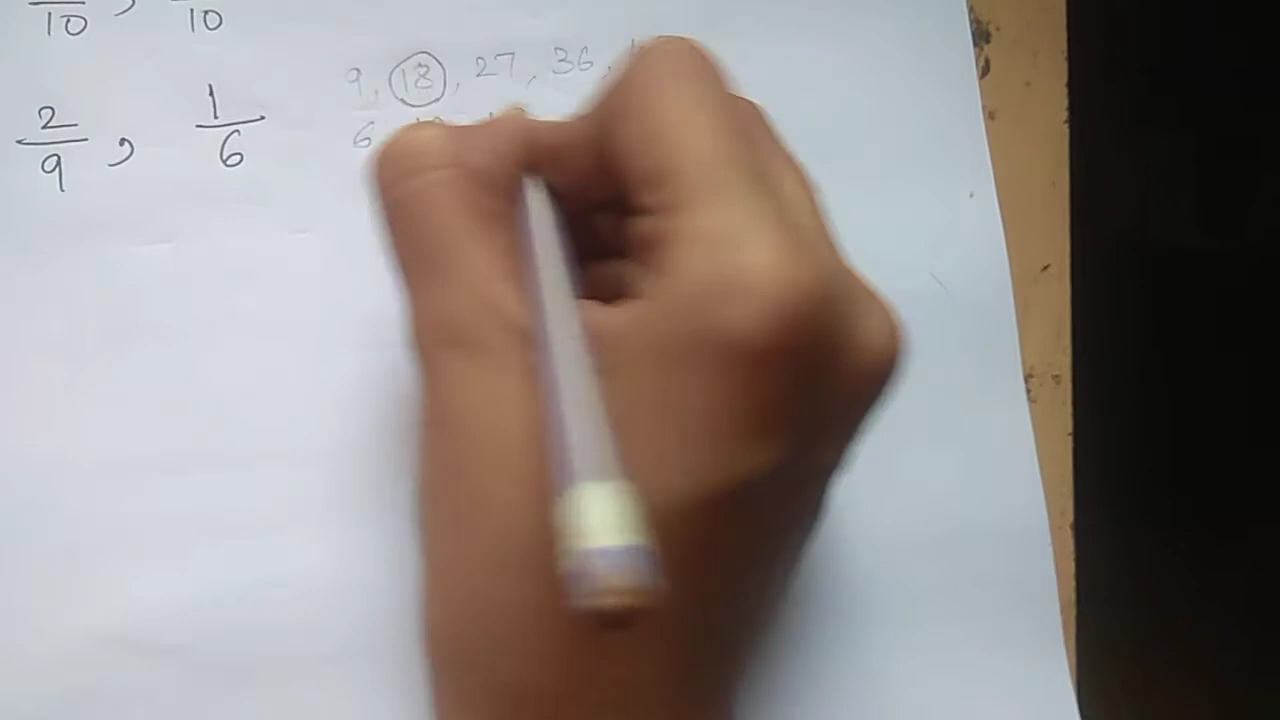 10 , 10
9, 18, 27, 36,
2/9 , 1/6
6